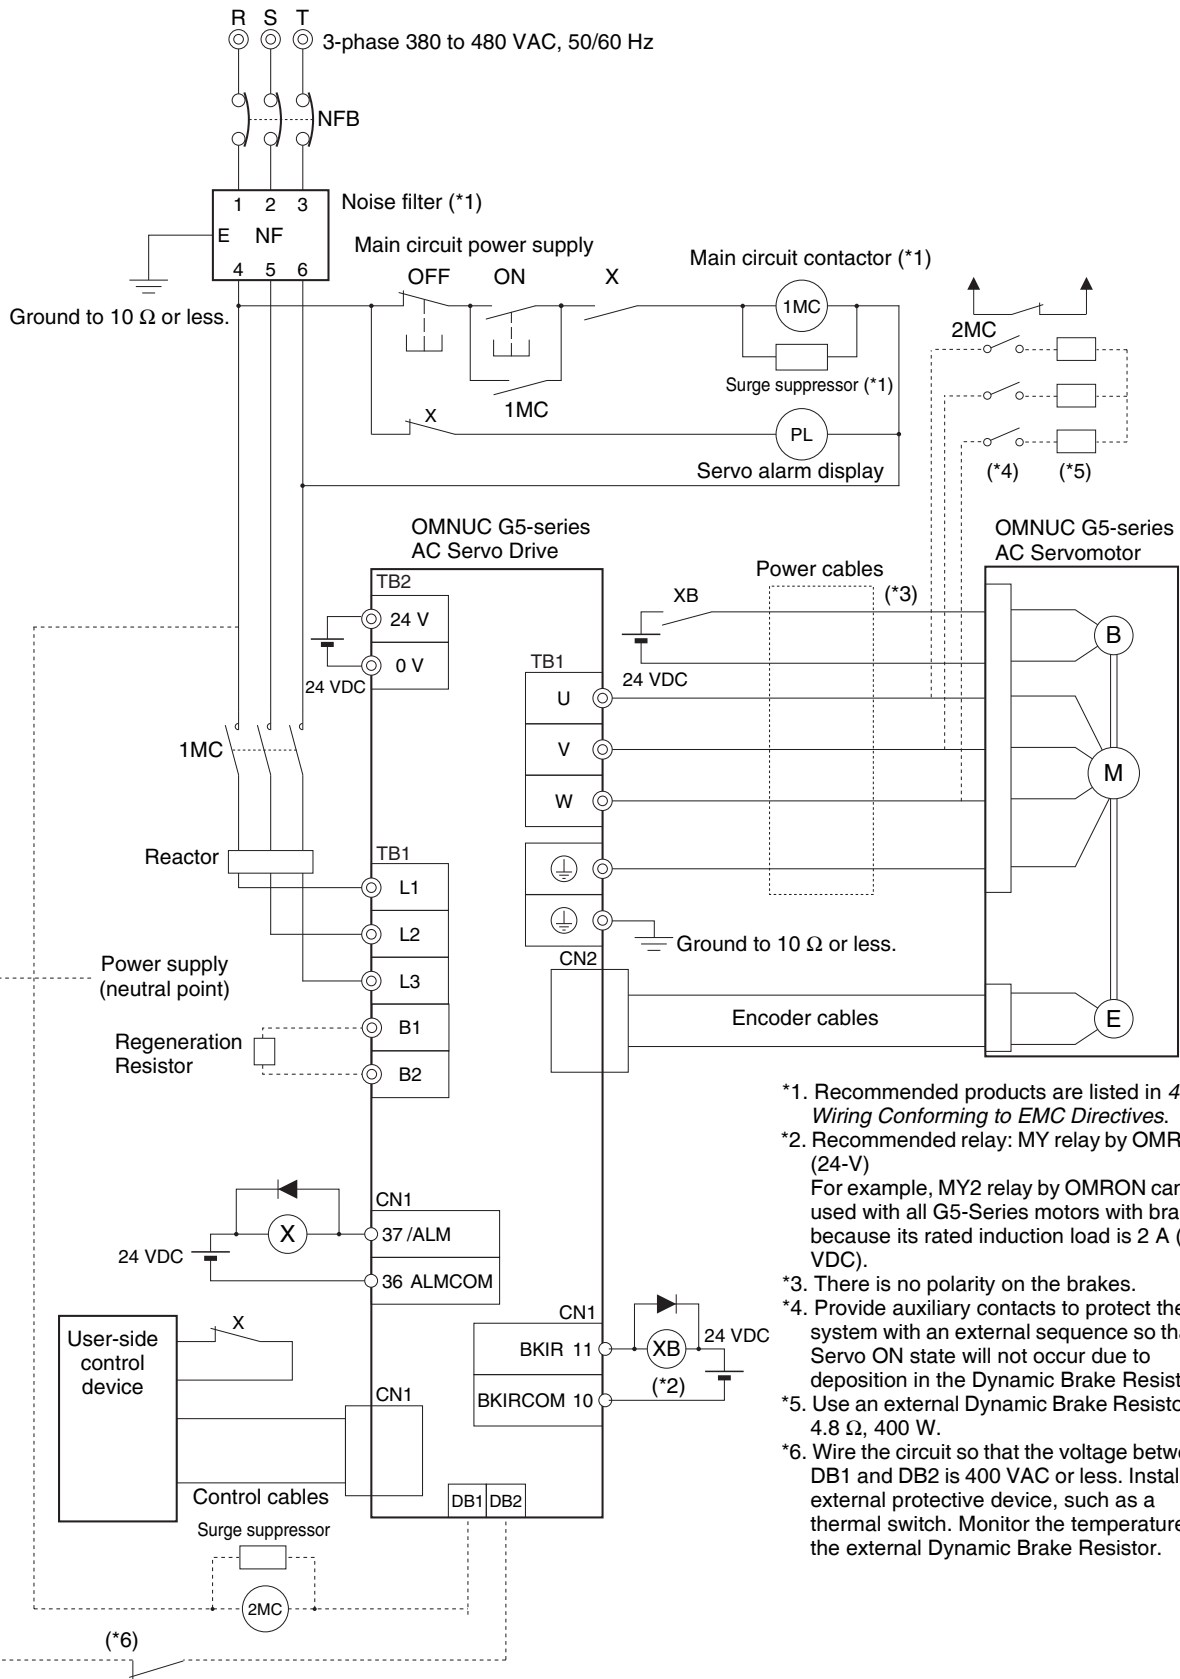 R S T
3-phase 380 to 480 VAC, 50/60 Hz
NFB
1 2 3
Noise filter (*1)
E NF
4 5 6
Ground to 10 Ω or less.
Main circuit power supply
OFF ON X
Main circuit contactor (*1)
1MC
Surge suppressor (*1)
1MC
X
PL
Servo alarm display
2MC
(*4) (*5)
OMNUC G5-series
AC Servo Drive
OMNUC G5-series
AC Servomotor
TB2
24 V
0 V
24 VDC
Power cables
(*3)
XB
24 VDC
B
TB1
U
V
W
M
1MC
Reactor
TB1
L1
L2
L3
B1
B2
Ground to 10 Ω or less.
CN2
Encoder cables
E
Power supply
(neutral point)
Regeneration
Resistor
CN1
X
24 VDC
37 /ALM
36 ALMCOM
CN1
BKIR 11
BKIRCOM 10
XB
24 VDC
(*2)
User-side
control
device
X
CN1
Control cables
DB1 DB2
Surge suppressor
2MC
(*6)
*1. Recommended products are listed in 4
Wiring Conforming to EMC Directives.
*2. Recommended relay: MY relay by OMR
(24-V)
For example, MY2 relay by OMRON can
used with all G5-Series motors with bra
because its rated induction load is 2 A (
VDC).
*3. There is no polarity on the brakes.
*4. Provide auxiliary contacts to protect the
system with an external sequence so tha
Servo ON state will not occur due to
deposition in the Dynamic Brake Resist
*5. Use an external Dynamic Brake Resisto
4.8 Ω, 400 W.
*6. Wire the circuit so that the voltage betw
DB1 and DB2 is 400 VAC or less. Instal
external protective device, such as a
thermal switch. Monitor the temperature
the external Dynamic Brake Resistor.